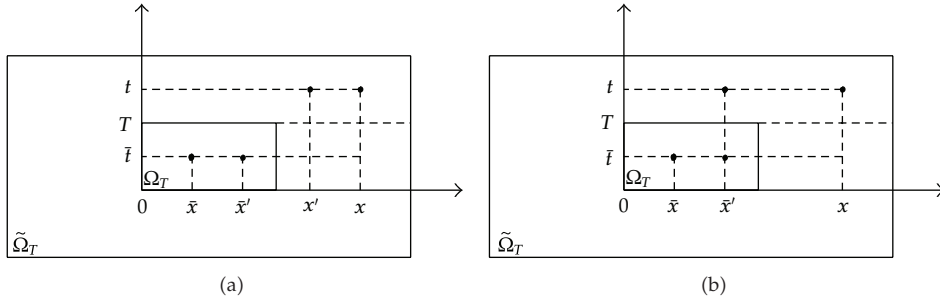 t
T
t̄
Ω_T
0 x̄ x̄′ x′ x
Ω̃_T
(a)
t
T
t̄
Ω_T
0 x̄ x̄′ x
Ω̃_T
(b)